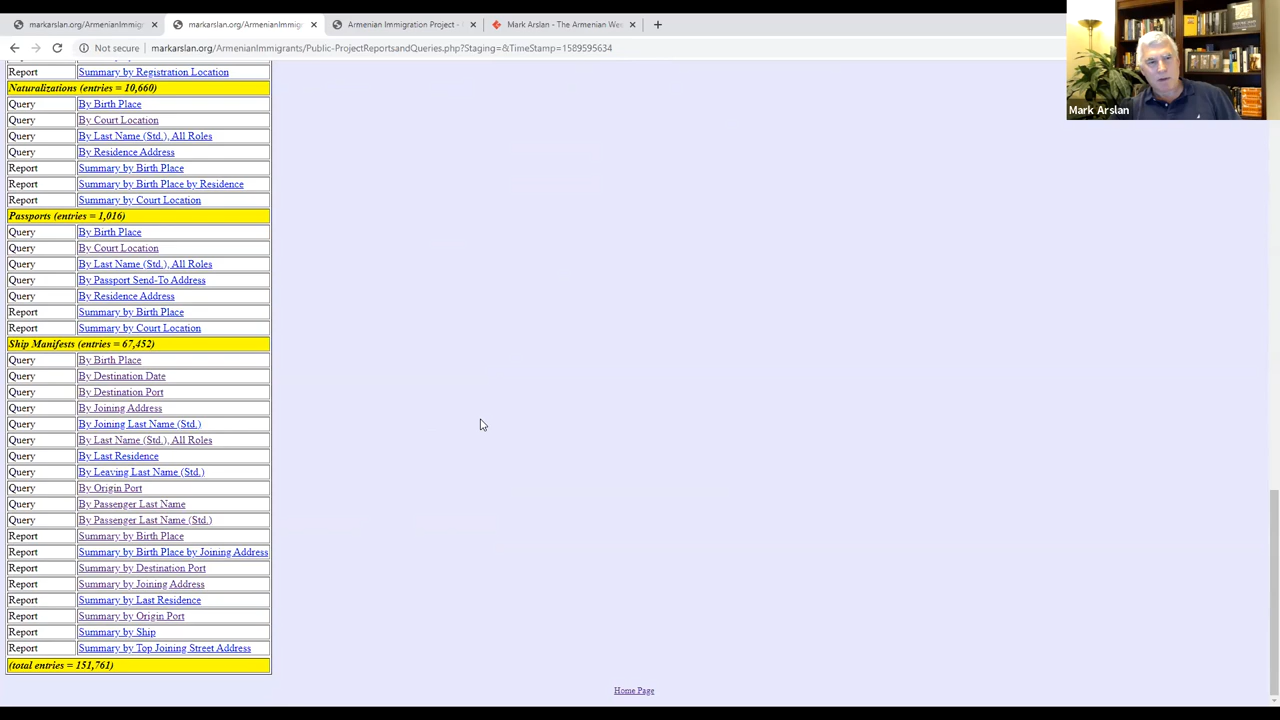 markarslan.org/ArmenianImmigr
markarslan.org/ArmenianImmigr
Armenian Immigration Project -
Mark Arslan - The Armenian Wee
Not secure
markarslan.org/ArmenianImmigrants/Public-ProjectReportsandQueries.php?Staging=&TimeStamp=1589595634
Mark Arslan
Report Summary by Registration Location
Naturalizations (entries = 10,660)
Query By Birth Place
Query By Court Location
Query By Last Name (Std.), All Roles
Query By Residence Address
Report Summary by Birth Place
Report Summary by Birth Place by Residence
Report Summary by Court Location
Passports (entries = 1,016)
Query By Birth Place
Query By Court Location
Query By Last Name (Std.), All Roles
Query By Passport Send-To Address
Query By Residence Address
Report Summary by Birth Place
Report Summary by Court Location
Ship Manifests (entries = 67,452)
Query By Birth Place
Query By Destination Date
Query By Destination Port
Query By Joining Address
Query By Joining Last Name (Std.)
Query By Last Name (Std.), All Roles
Query By Last Residence
Query By Leaving Last Name (Std.)
Query By Origin Port
Query By Passenger Last Name
Query By Passenger Last Name (Std.)
Report Summary by Birth Place
Report Summary by Birth Place by Joining Address
Report Summary by Destination Port
Report Summary by Joining Address
Report Summary by Last Residence
Report Summary by Origin Port
Report Summary by Ship
Report Summary by Top Joining Street Address
(total entries = 151,761)
Home Page